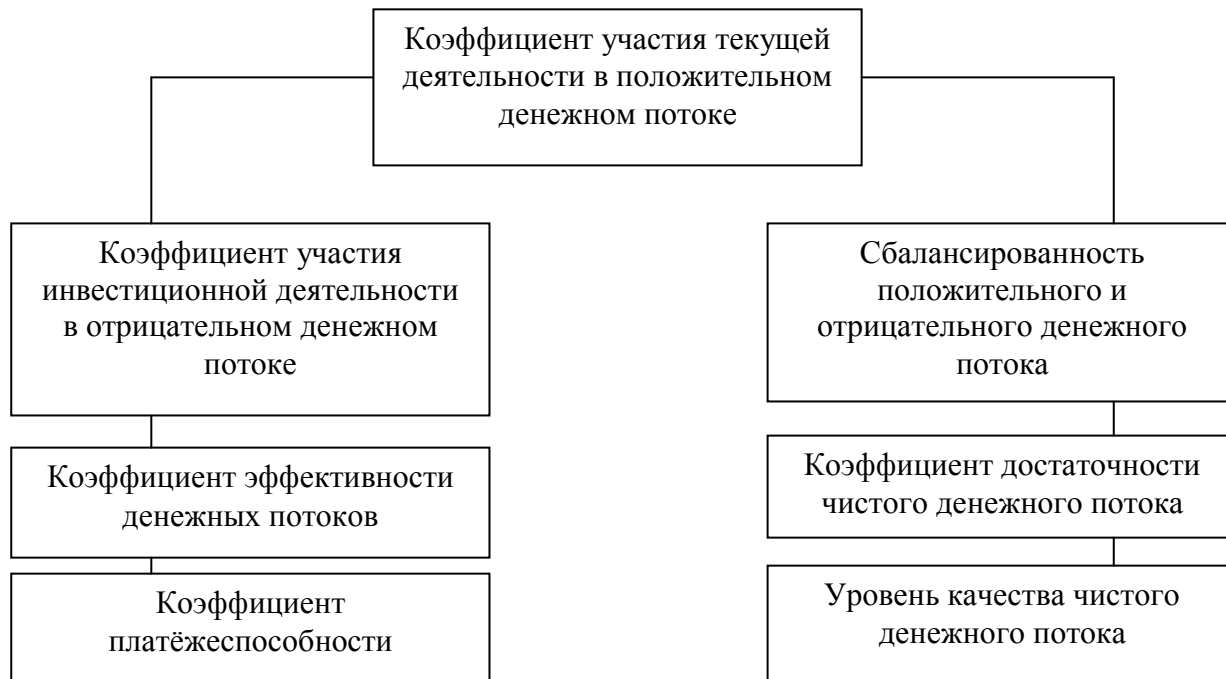 Коэффициент участия текущей
деятельности в положительном
денежном потоке
Коэффициент участия
инвестиционной деятельности
в отрицательном денежном
потоке
Сбалансированность
положительного и
отрицательного денежного
потока
Коэффициент эффективности
денежных потоков
Коэффициент достаточности
чистого денежного потока
Коэффициент
платёжеспособности
Уровень качества чистого
денежного потока